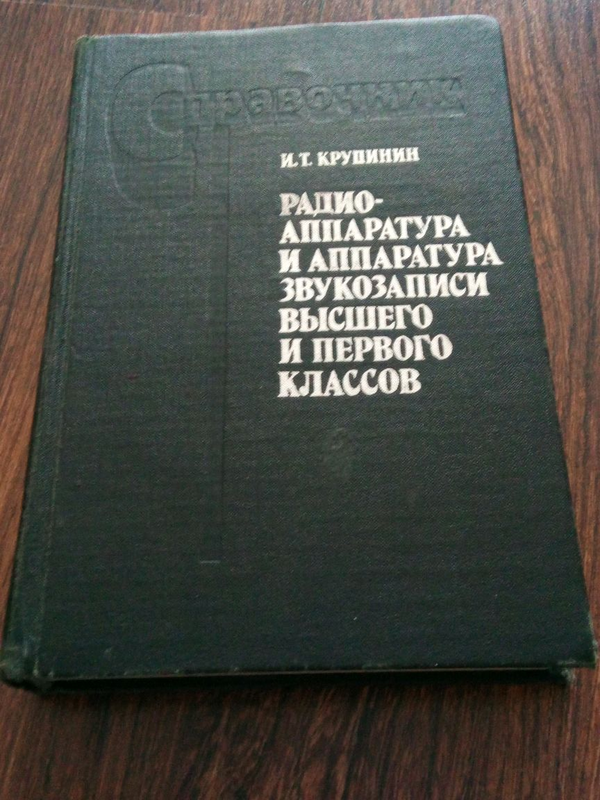 Справочник
И.Т. КРУПИНИН
РАДИО-
АППАРАТУРА
И АППАРАТУРА
ЗВУКОЗАПИСИ
ВЫСШЕГО
И ПЕРВОГО
КЛАССОВ